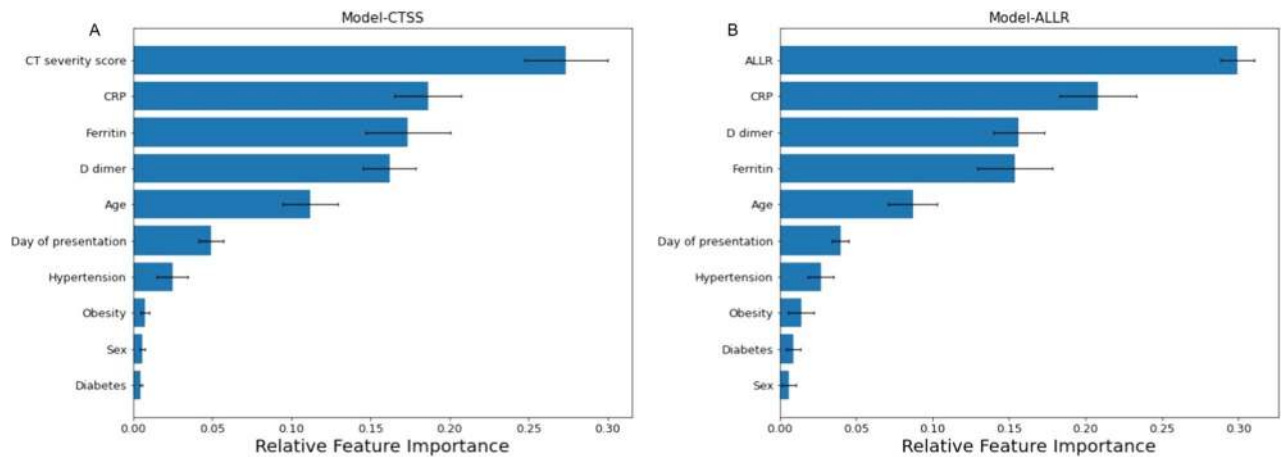 A
Model-CTSS
CT severity score
CRP
Ferritin
D dimer
Age
Day of presentation
Hypertension
Obesity
Sex
Diabetes
0.00 0.05 0.10 0.15 0.20 0.25 0.30
Relative Feature Importance
B
Model-ALLR
ALLR
CRP
D dimer
Ferritin
Age
Day of presentation
Hypertension
Obesity
Diabetes
Sex
0.00 0.05 0.10 0.15 0.20 0.25 0.30
Relative Feature Importance